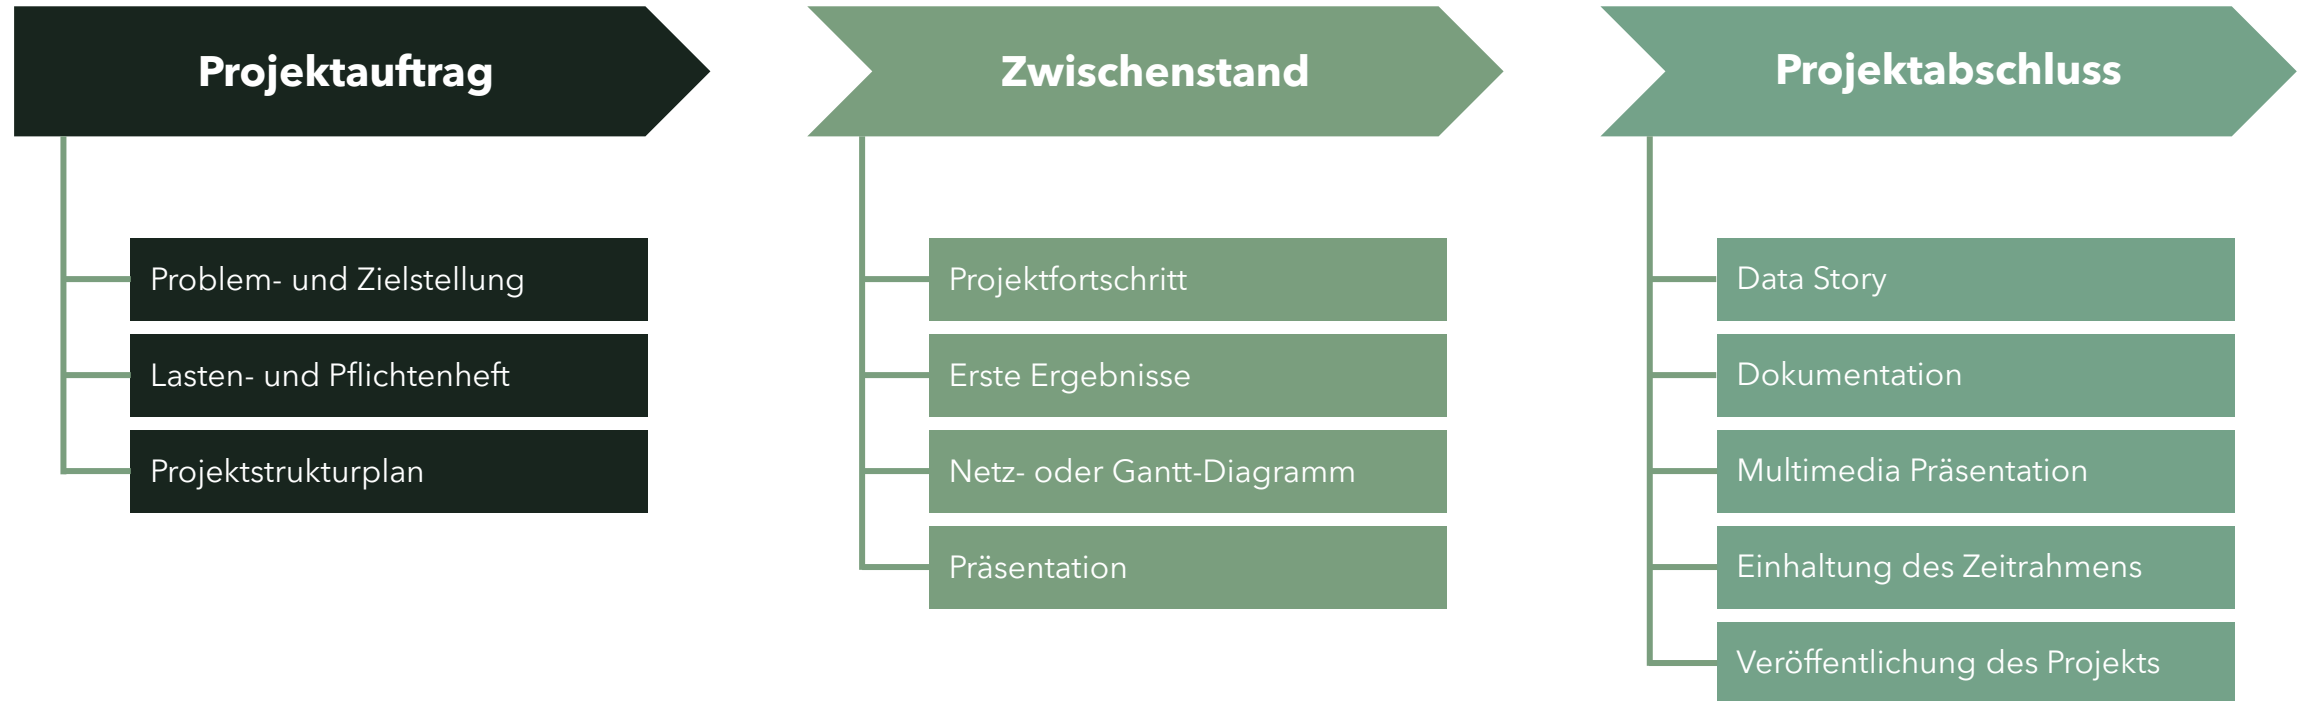 Projektauftrag
Problem- und Zielstellung
Lasten- und Pflichtenheft
Projektstrukturplan
Zwischenstand
Projektfortschritt
Erste Ergebnisse
Netz- oder Gantt-Diagramm
Präsentation
Projektabschluss
Data Story
Dokumentation
Multimedia Präsentation
Einhaltung des Zeitrahmens
Veröffentlichung des Projekts